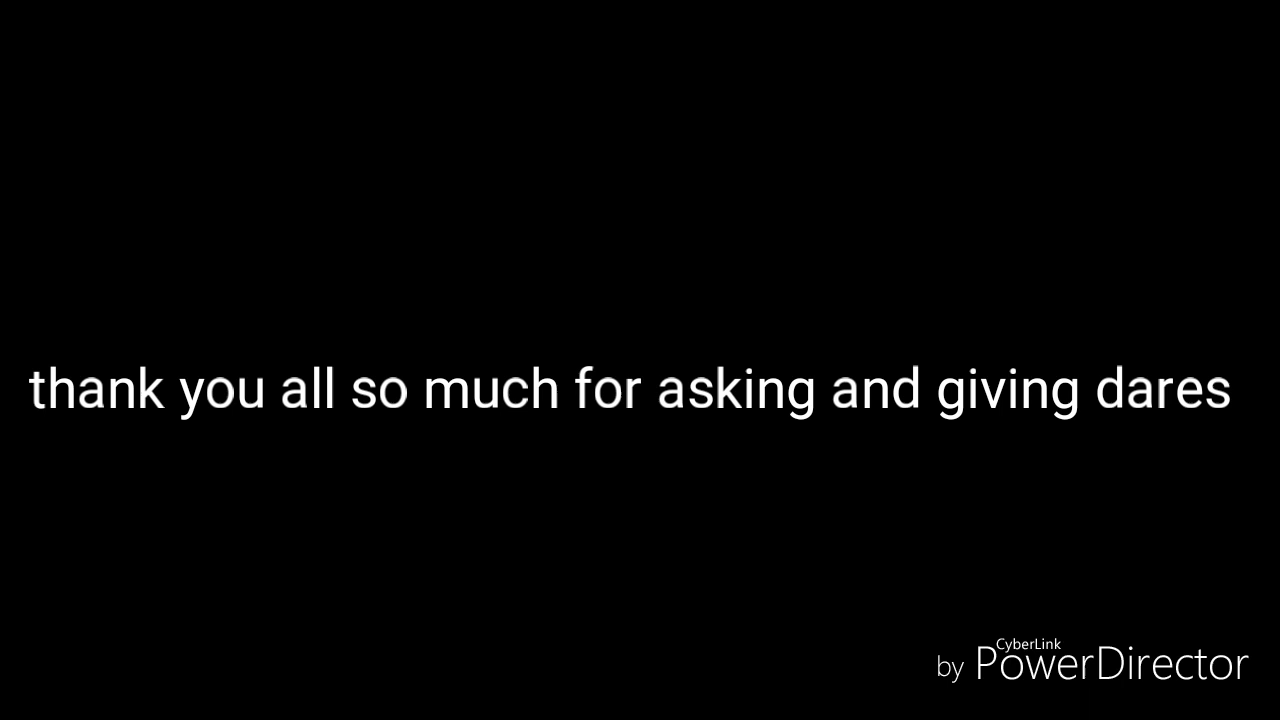 thank you all so much for asking and giving dares
CyberLink
by PowerDirector